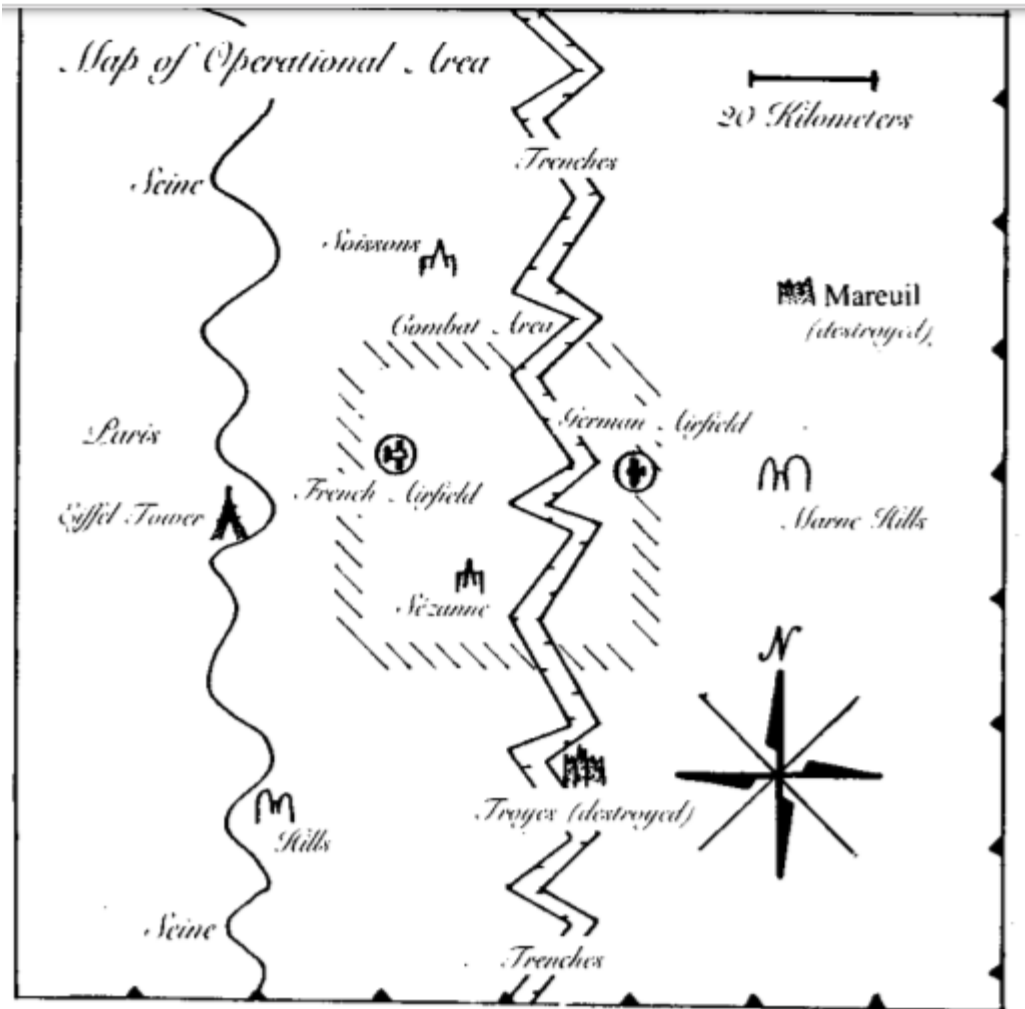 Map of Operational Area
20 Kilometers
Trenches
Seine
Soissons
Mareuil
(destroyed)
Combat Area
German Airfield
Paris
French Airfield
Eiffel Tower
Marne Hills
Sézanne
N
Troyes (destroyed)
Hills
Seine
Trenches